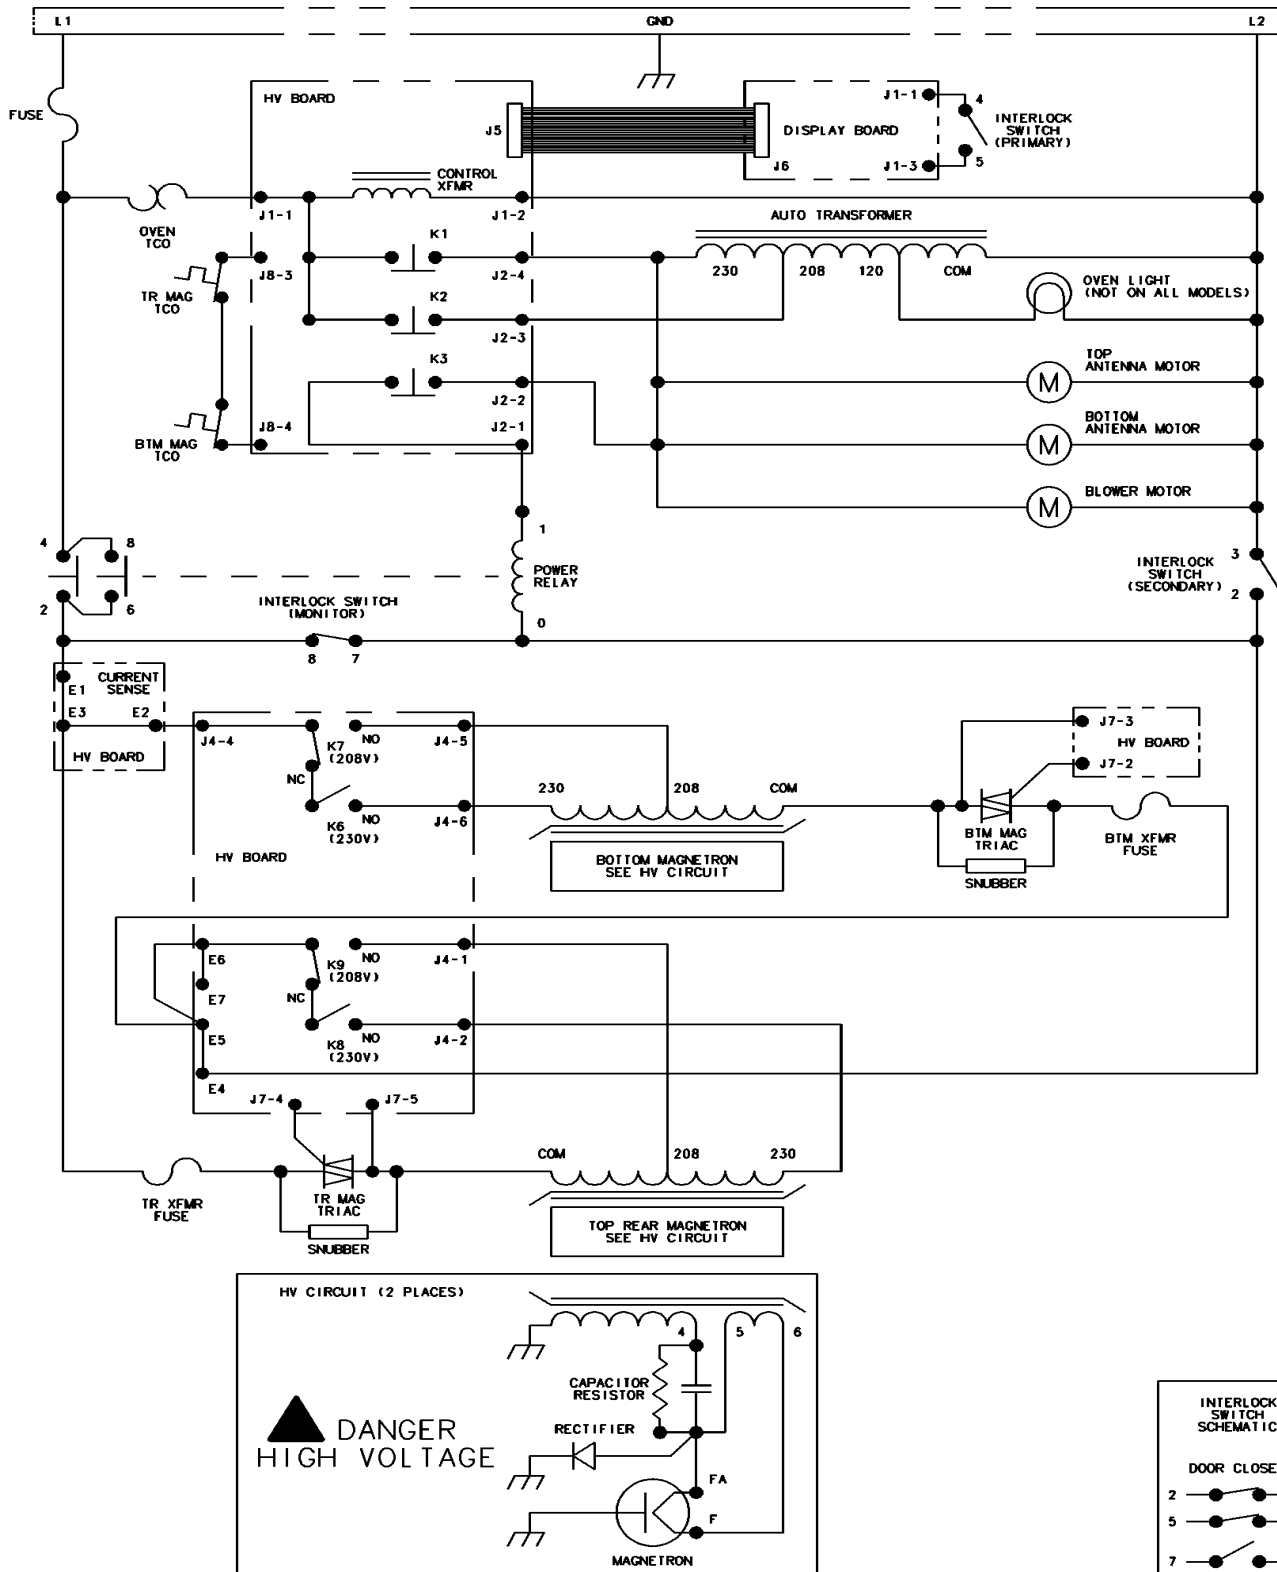 L1 GND L2
FUSE
HV BOARD
J5
J6
DISPLAY BOARD
J1-1
J1-3
4
5
INTERLOCK
SWITCH
(PRIMARY)
CONTROL
XFMR
OVEN
TCO
J1-1
J1-2
AUTO TRANSFORMER
K1
J8-3
J2-4
230 208 120 COM
OVEN LIGHT
(NOT ON ALL MODELS)
TR MAG
TCO
K2
J2-3
K3
J2-2
TOP
ANTENNA MOTOR
M
BTM MAG
TCO
J8-4
J2-1
BOTTOM
ANTENNA MOTOR
M
BLOWER MOTOR
M
4 8
2 6
1
POWER
RELAY
0
INTERLOCK SWITCH
(MONITOR)
8 7
INTERLOCK
SWITCH
(SECONDARY)
3
2
E1
CURRENT
SENSE
E3 E2
HV BOARD
J4-4
K7
(208V)
NO
J4-5
NC
K6
(230V)
NO
J4-6
HV BOARD
230 208 COM
BOTTOM MAGNETRON
SEE HV CIRCUIT
J7-3
HV BOARD
J7-2
BTM MAG
TRIAC
SNUBBER
BTM XFMR
FUSE
E6
K9
(208V)
NO
J4-1
E7
NC
E5
K8
(230V)
NO
J4-2
E4
J7-4 J7-5
TR XFMR
FUSE
TR MAG
TRIAC
SNUBBER
COM 208 230
TOP REAR MAGNETRON
SEE HV CIRCUIT
HV CIRCUIT (2 PLACES)
4 5 6
CAPACITOR
RESISTOR
RECTIFIER
DANGER
HIGH VOLTAGE
FA
F
MAGNETRON
INTERLOCK
SWITCH
SCHEMATIC
DOOR CLOSE
2
5
7